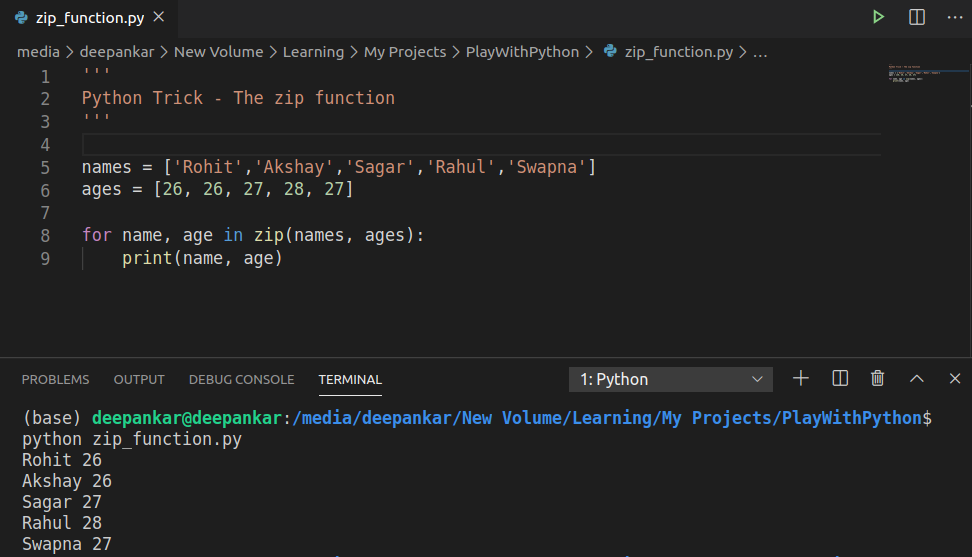 zip_function.py
media > deepankar > New Volume > Learning > My Projects > PlayWithPython > zip_function.py > ...
1 '''
2 Python Trick - The zip function
3 '''
4
5 names = ['Rohit','Akshay','Sagar','Rahul','Swapna']
6 ages = [26, 26, 27, 28, 27]
7
8 for name, age in zip(names, ages):
9     print(name, age)
PROBLEMS OUTPUT DEBUG CONSOLE TERMINAL 1: Python
(base) deepankar@deepankar:/media/deepankar/New Volume/Learning/My Projects/PlayWithPython$
python zip_function.py
Rohit 26
Akshay 26
Sagar 27
Rahul 28
Swapna 27